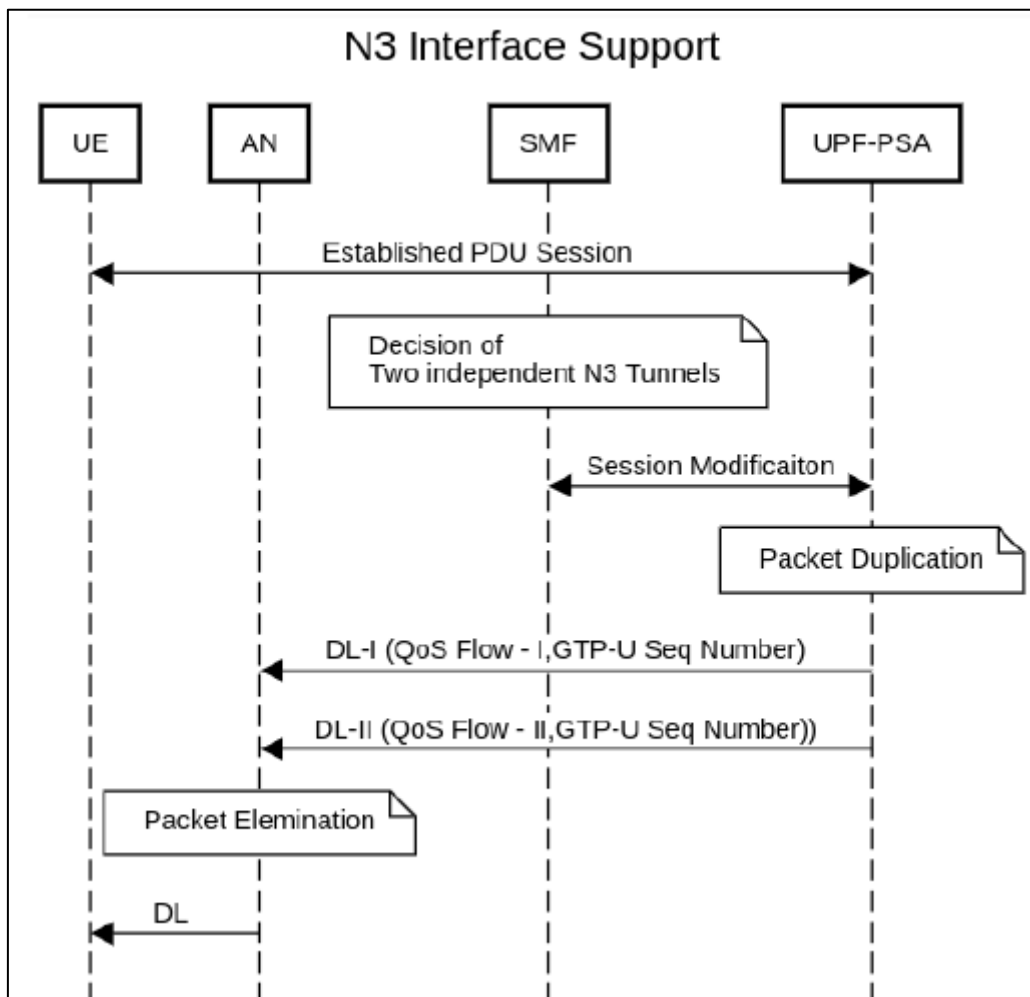 N3 Interface Support
UE
AN
SMF
UPF-PSA
Established PDU Session
Decision of
Two independent N3 Tunnels
Session Modificaiton
Packet Duplication
DL-I (QoS Flow - I,GTP-U Seq Number)
DL-II (QoS Flow - II,GTP-U Seq Number))
Packet Elemination
DL